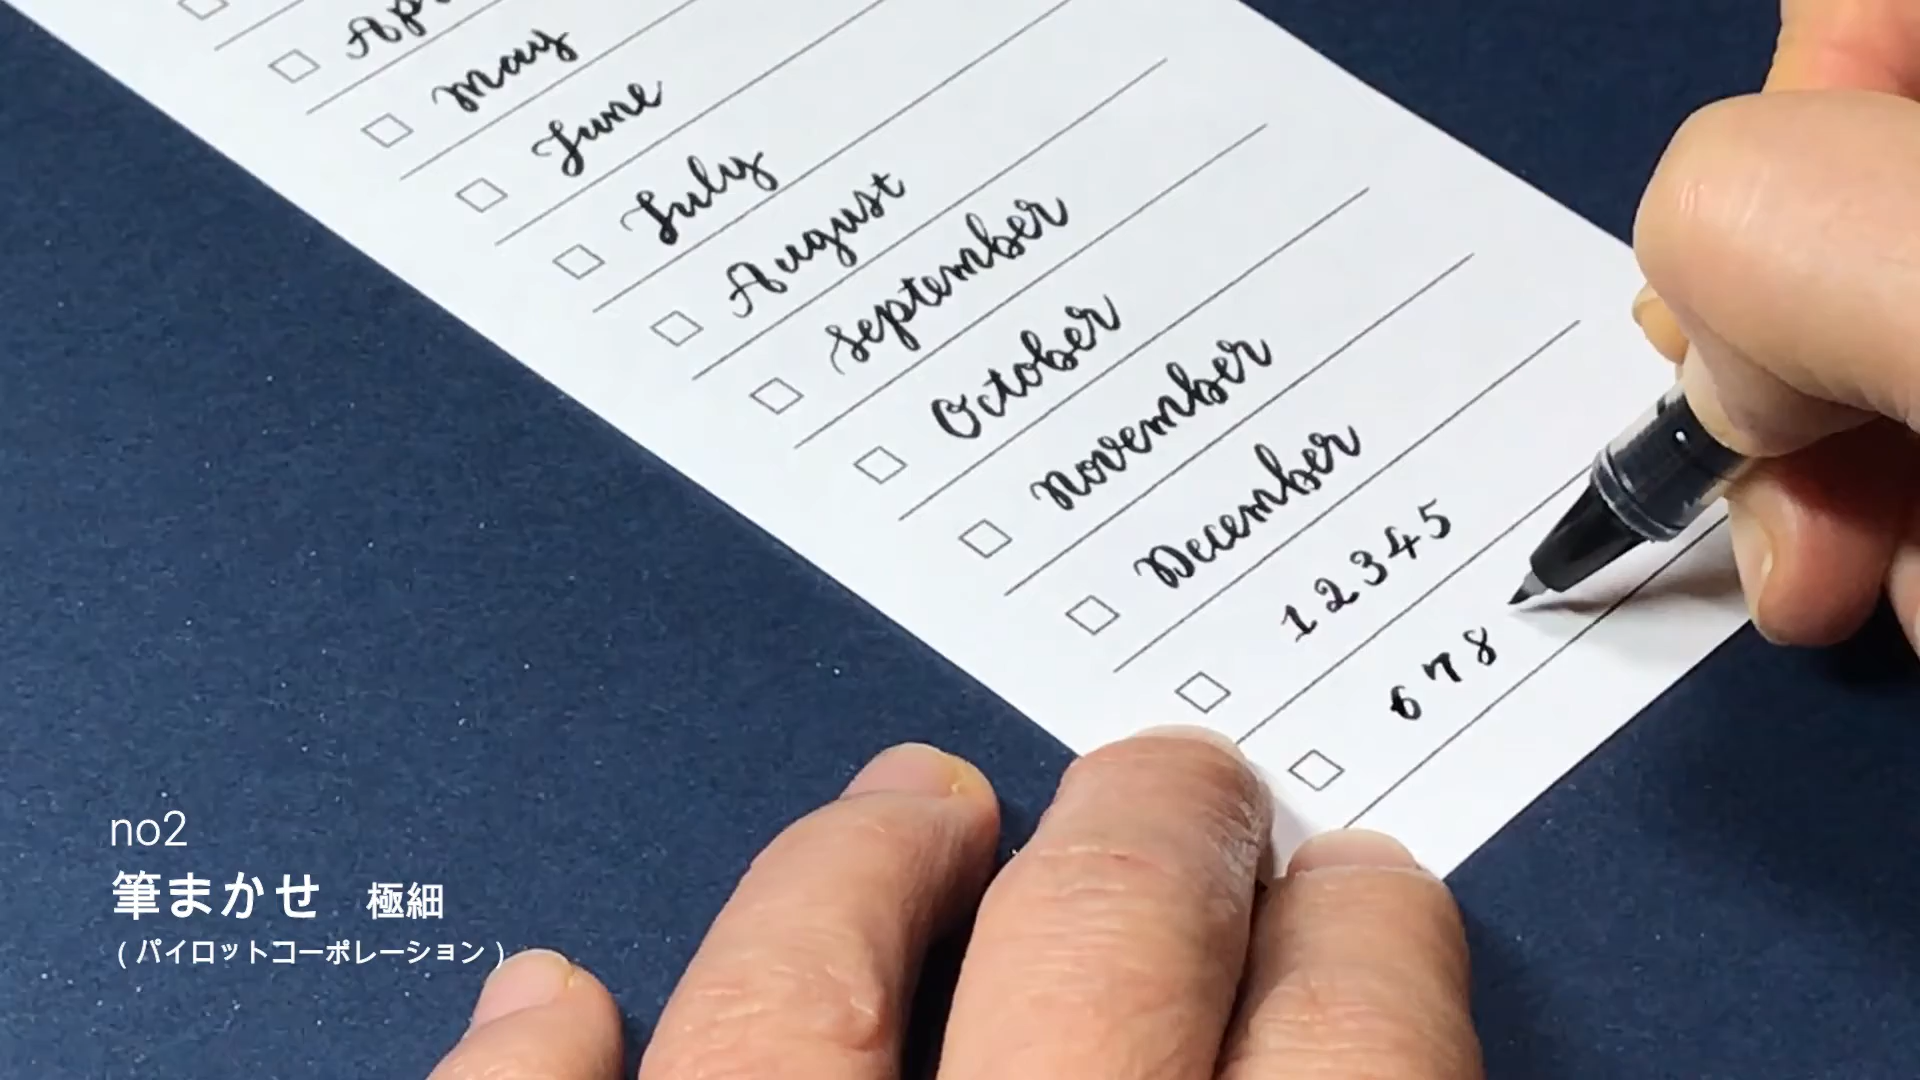 May
June
July
August
September
October
November
December
1 2 3 4 5
6 7 8
no2
筆まかせ 極細
(パイロットコーポレーション)